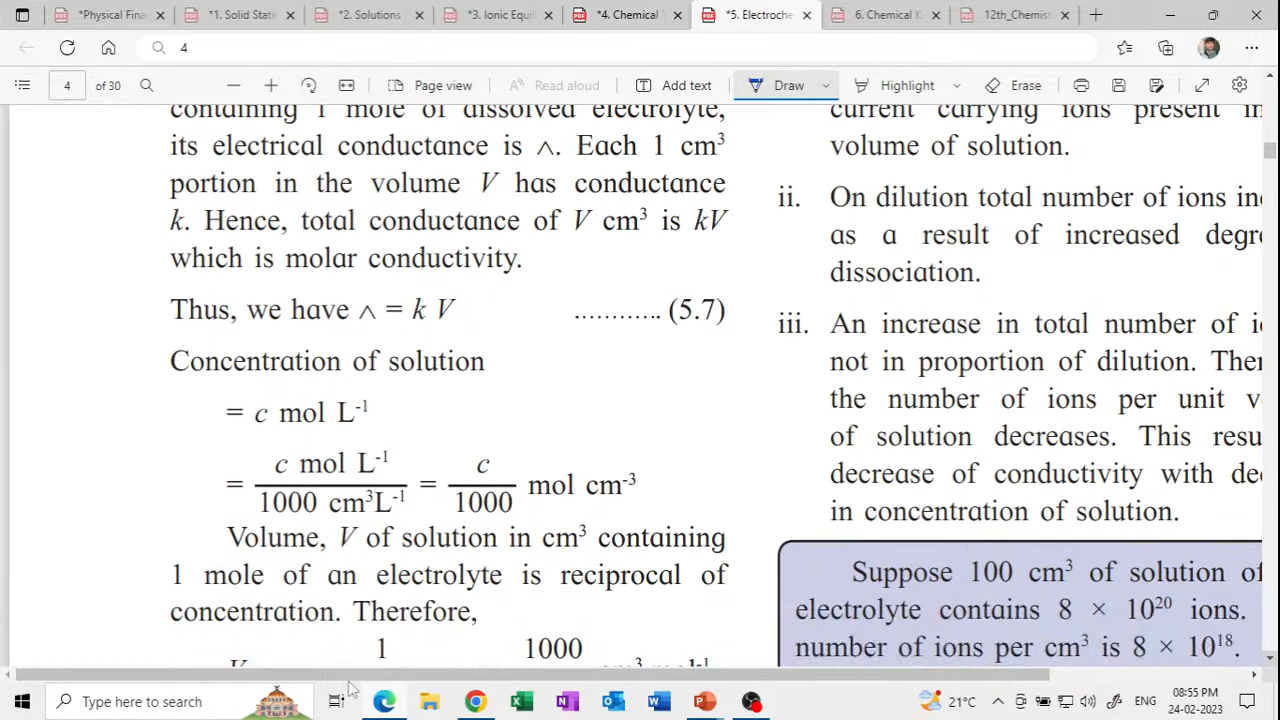 *Physical Fina
*1. Solid State
*2. Solutions
*3. Ionic Equil
*4. Chemical T
*5. Electroche
6. Chemical K
12th_Chemist
4
4 of 30
Page view
Read aloud
Add text
Draw
Highlight
Erase
containing 1 mole of dissolved electrolyte,
its electrical conductance is ∧. Each 1 cm³
portion in the volume V has conductance
k. Hence, total conductance of V cm³ is kV
which is molar conductivity.
Thus, we have ∧ = k V ........... (5.7)
Concentration of solution
= c mol L⁻¹
= c mol L⁻¹ / 1000 cm³L⁻¹ = c / 1000 mol cm⁻³
Volume, V of solution in cm³ containing
1 mole of an electrolyte is reciprocal of
concentration. Therefore,
1 1000
current carrying ions present in
volume of solution.
ii. On dilution total number of ions in
as a result of increased degre
dissociation.
iii. An increase in total number of i
not in proportion of dilution. Ther
the number of ions per unit v
of solution decreases. This resu
decrease of conductivity with de
in concentration of solution.
Suppose 100 cm³ of solution of
electrolyte contains 8 × 10²⁰ ions.
number of ions per cm³ is 8 × 10¹⁸.
Type here to search
21°C
ENG
08:55 PM
24-02-2023